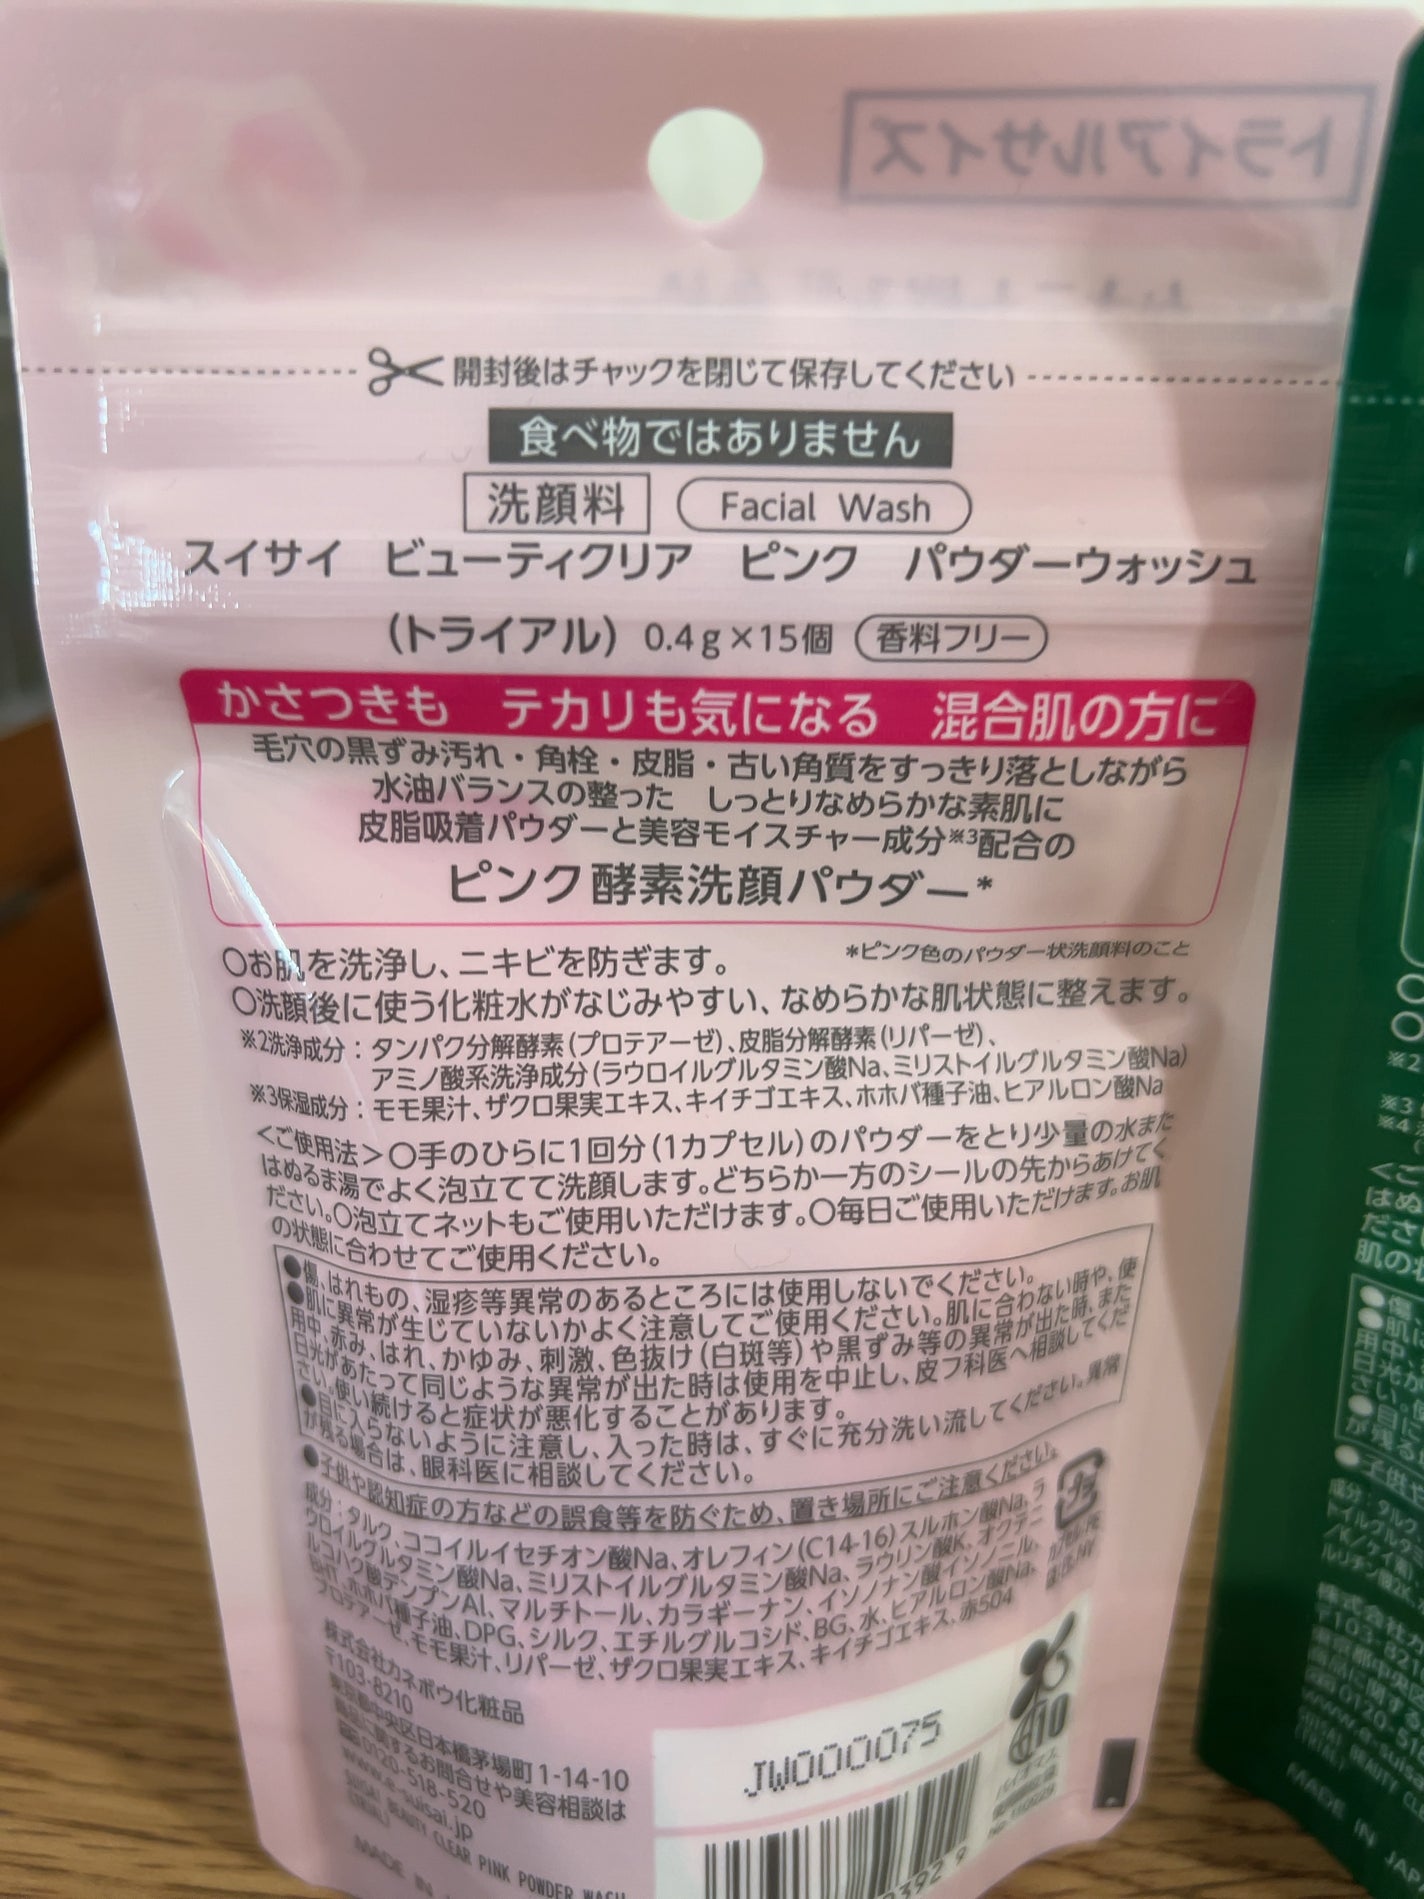 トライアルサイズ
開封後はチャックを閉じて保存してください
食べ物ではありません
洗顔料 Facial Wash
スイサイ ビューティクリア ピンク パウダーウォッシュ
(トライアル) 0.4g×15個 香料フリー
かさつきも テカリも気になる 混合肌の方に
毛穴の黒ずみ汚れ・角栓・皮脂・古い角質をすっきり落としながら
水油バランスの整った しっとりなめらかな素肌に
皮脂吸着パウダーと美容モイスチャー成分※3配合の
ピンク酵素洗顔パウダー*
*ピンク色のパウダー状洗顔料のこと
○お肌を洗浄し、ニキビを防ぎます。
○洗顔後に使う化粧水がなじみやすい、なめらかな肌状態に整えます。
※2洗浄成分：タンパク分解酵素(プロテアーゼ)、皮脂分解酵素(リパーゼ)、
アミノ酸系洗浄成分(ラウロイルグルタミン酸Na、ミリストイルグルタミン酸Na)
※3保湿成分：モモ果汁、ザクロ果実エキス、キイチゴエキス、ホホバ種子油、ヒアルロン酸Na
<ご使用法>○手のひらに1回分(1カプセル)のパウダーをとり少量の水また
はぬるま湯でよく泡立てて洗顔します。どちらか一方のシールの先からあけてく
ださい。○泡立てネットもご使用いただけます。○毎日ご使用いただけます。お肌
の状態に合わせてご使用ください。
●傷、はれもの、湿疹等異常のあるところには使用しないでください。
●肌に異常が生じていないかよく注意してご使用ください。肌に合わない時や、使
用中、赤み、はれ、かゆみ、刺激、色抜け(白斑等)や黒ずみ等の異常が出た時、また
日光があたって同じような異常が出た時は使用を中止し、皮フ科医へ相談してくだ
さい。使い続けると症状が悪化することがあります。
●目に入らないように注意し、入った時は、すぐに充分洗い流してください。異常
が残る場合は、眼科医に相談してください。
●子供や認知症の方などの誤食等を防ぐため、置き場所にご注意ください。
成分：タルク、ココイルイセチオン酸Na、オレフィン(C14-16)スルホン酸Na、ラ
ウロイルグルタミン酸Na、ミリストイルグルタミン酸Na、ラウリン酸K、オクテニ
ルコハク酸デンプンAl、マルチトール、カラギーナン、イソノナン酸イソノニル、
BHT、ホホバ種子油、DPG、シルク、エチルグルコシド、BG、水、ヒアルロン酸Na、
プロテアーゼ、モモ果汁、リパーゼ、ザクロ果実エキス、キイチゴエキス、赤504
株式会社カネボウ化粧品
〒103-8210
東京都中央区日本橋茅場町1-14-10
商品に関するお問合せや美容相談は
0120-518-520
www.e-suisai.jp
SUISAI BEAUTY CLEAR PINK POWDER WASH
(TRIAL)
MADE IN
プラ
JW000075
10
バイオマス